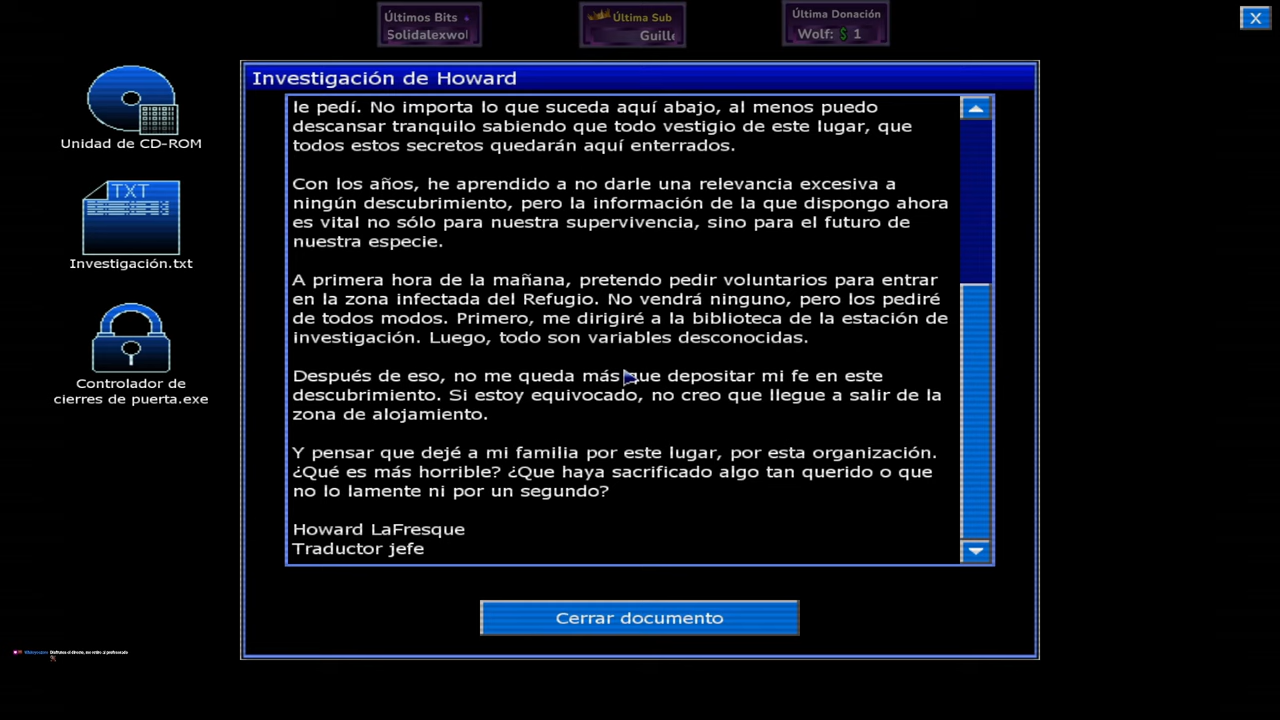 Últimos Bits
Solidalexwol
Última Sub
Guille
Última Donación
Wolf: $ 1
X
Investigación de Howard
le pedí. No importa lo que suceda aquí abajo, al menos puedo
descansar tranquilo sabiendo que todo vestigio de este lugar, que
todos estos secretos quedarán aquí enterrados.
Con los años, he aprendido a no darle una relevancia excesiva a
ningún descubrimiento, pero la información de la que dispongo ahora
es vital no sólo para nuestra supervivencia, sino para el futuro de
nuestra especie.
A primera hora de la mañana, pretendo pedir voluntarios para entrar
en la zona infectada del Refugio. No vendrá ninguno, pero los pediré
de todos modos. Primero, me dirigiré a la biblioteca de la estación de
investigación. Luego, todo son variables desconocidas.
Después de eso, no me queda más que depositar mi fe en este
descubrimiento. Si estoy equivocado, no creo que llegue a salir de la
zona de alojamiento.
Y pensar que dejé a mi familia por este lugar, por esta organización.
¿Qué es más horrible? ¿Que haya sacrificado algo tan querido o que
no lo lamente ni por un segundo?
Howard LaFresque
Traductor jefe
Cerrar documento
Unidad de CD-ROM
TXT
Investigación.txt
Controlador de
cierres de puerta.exe